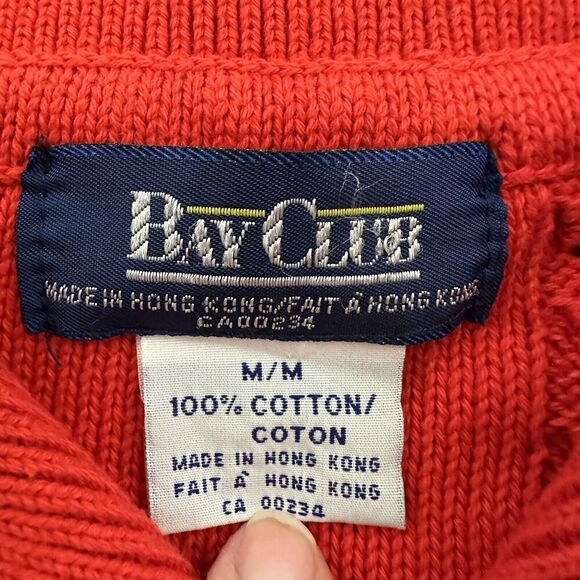 BAY CLUB
MADE IN HONG KONG/FAIT À HONG KONG
CA00234
M/M
100% COTTON/
COTON
MADE IN HONG KONG
FAIT À HONG KONG
CA 00234